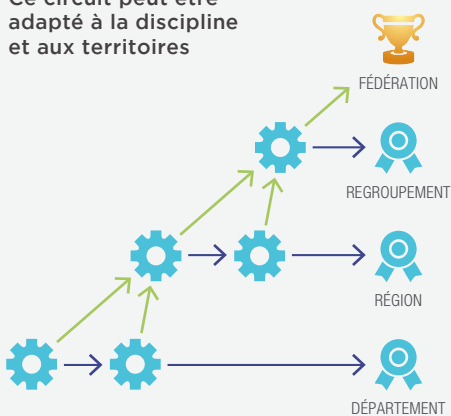 Ce circuit peut être
adapté à la discipline
et aux territoires
FÉDÉRATION
REGROUPEMENT
RÉGION
DÉPARTEMENT